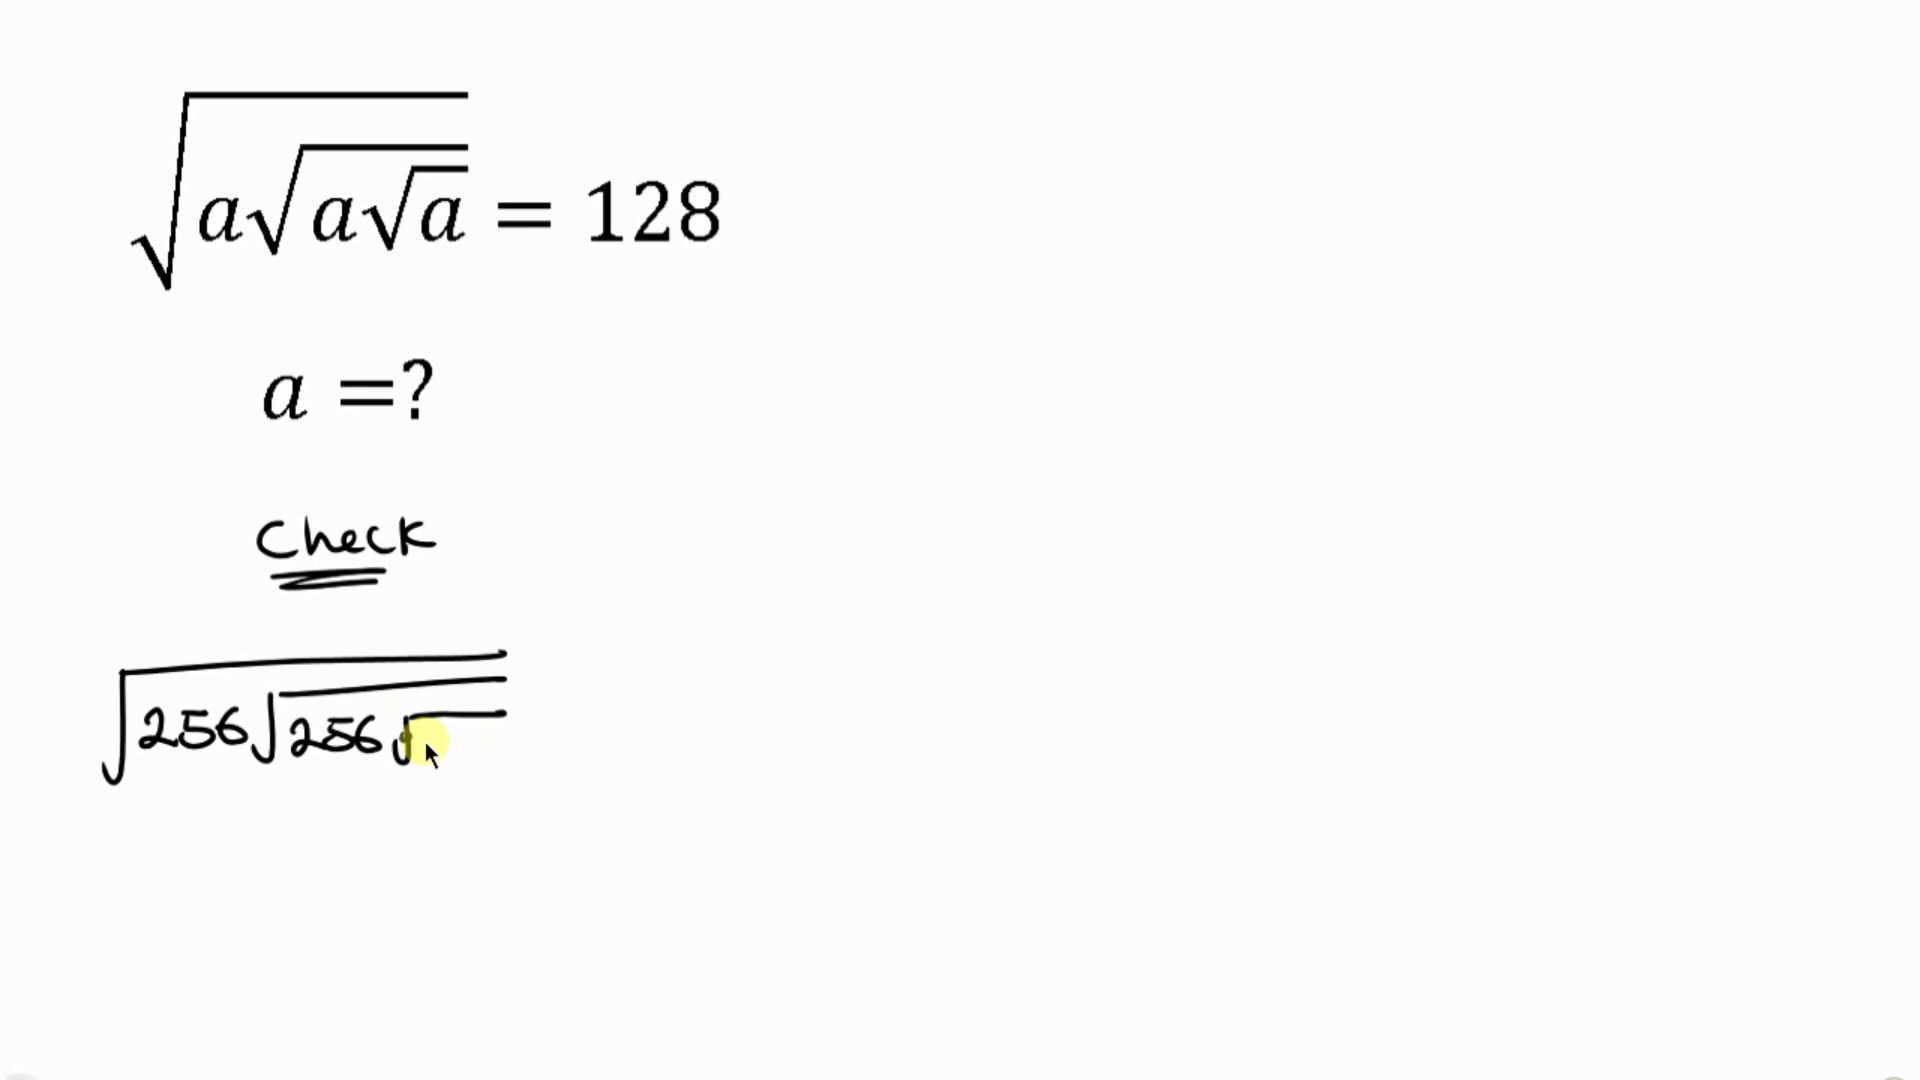 √(a√(a√a)) = 128
a =?
Check
√(256√(256√